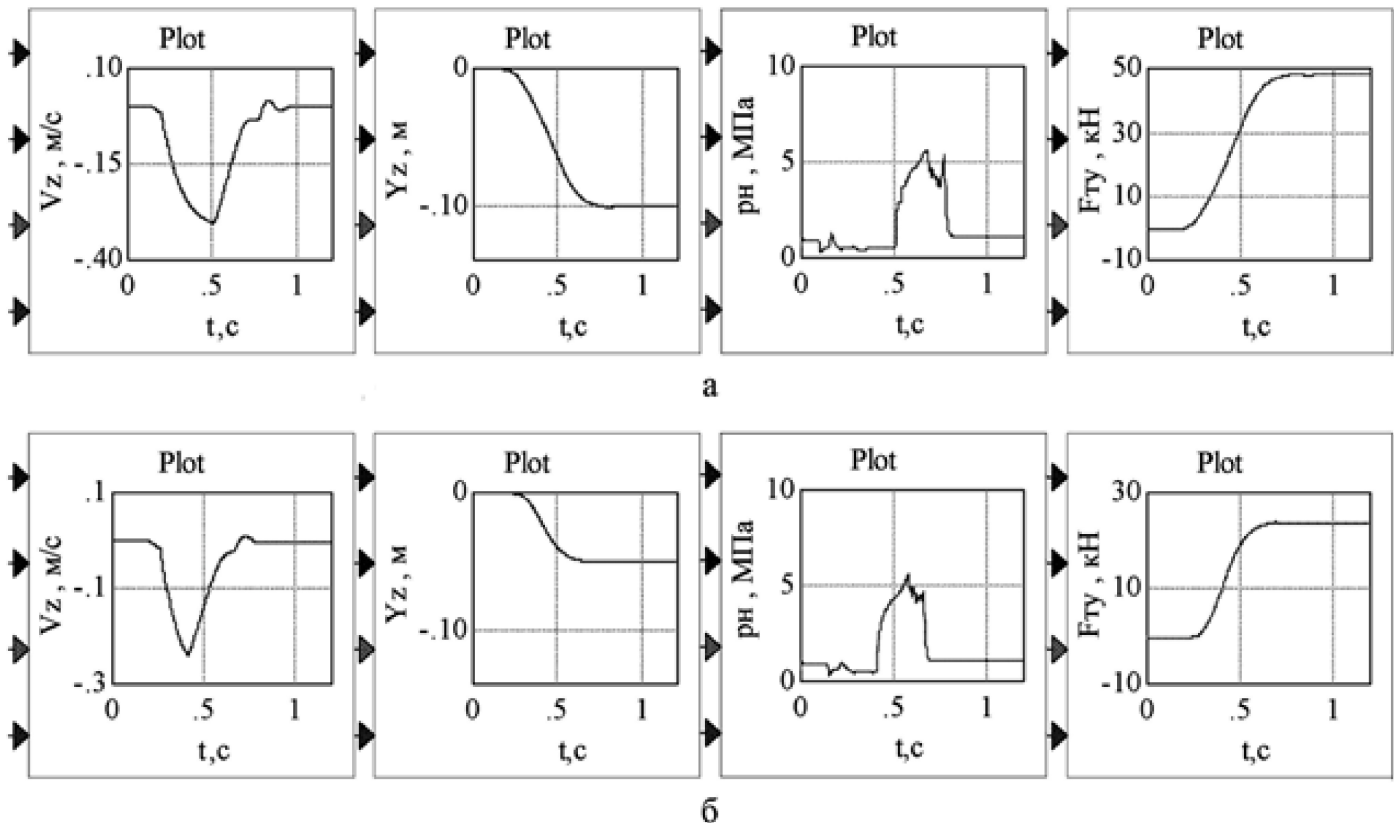 Plot
.10
-.15
-.40
Vz , м/с
0 .5 1
t,c
Plot
0
-.10
Yz , м
0 .5 1
t,c
Plot
10
5
0
pн , МПа
0 .5 1
t,c
Plot
50
30
10
-10
Fту , кН
0 .5 1
t,c
а
Plot
.1
-.1
-.3
Vz , м/с
0 .5 1
t,c
Plot
0
-.10
Yz , м
0 .5 1
t,c
Plot
10
5
0
pн , МПа
0 .5 1
t,c
Plot
30
10
-10
Fту , кН
0 .5 1
t,c
б